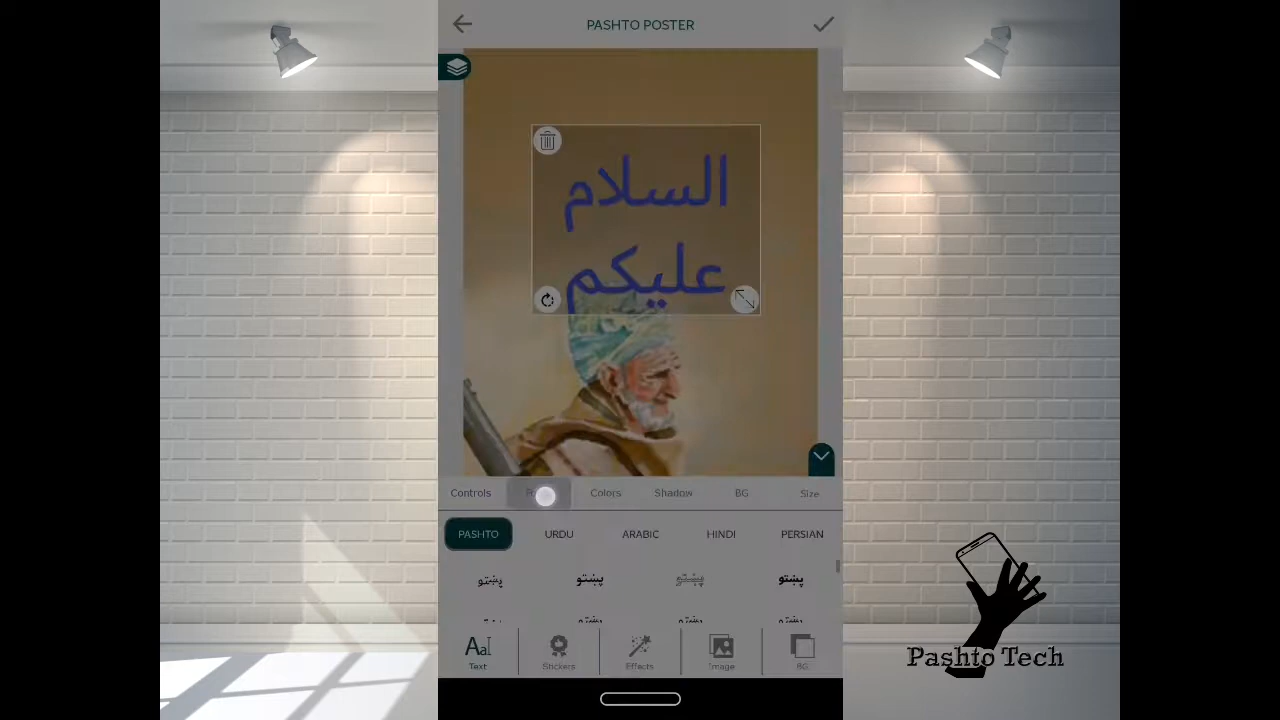 PASHTO POSTER
السلام
علیکم
Controls
Colors
Shadow
BG
Size
PASHTO
URDU
ARABIC
HINDI
PERSIAN
پښتو
پښتو
پښتو
پښتو
Text
Stickers
Effects
Image
BG
Pashto Tech